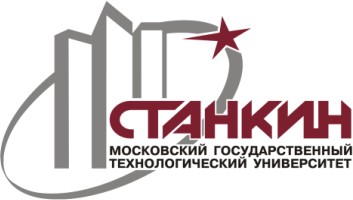 СТАНКИН
МОСКОВСКИЙ ГОСУДАРСТВЕННЫЙ
ТЕХНОЛОГИЧЕСКИЙ УНИВЕРСИТЕТ